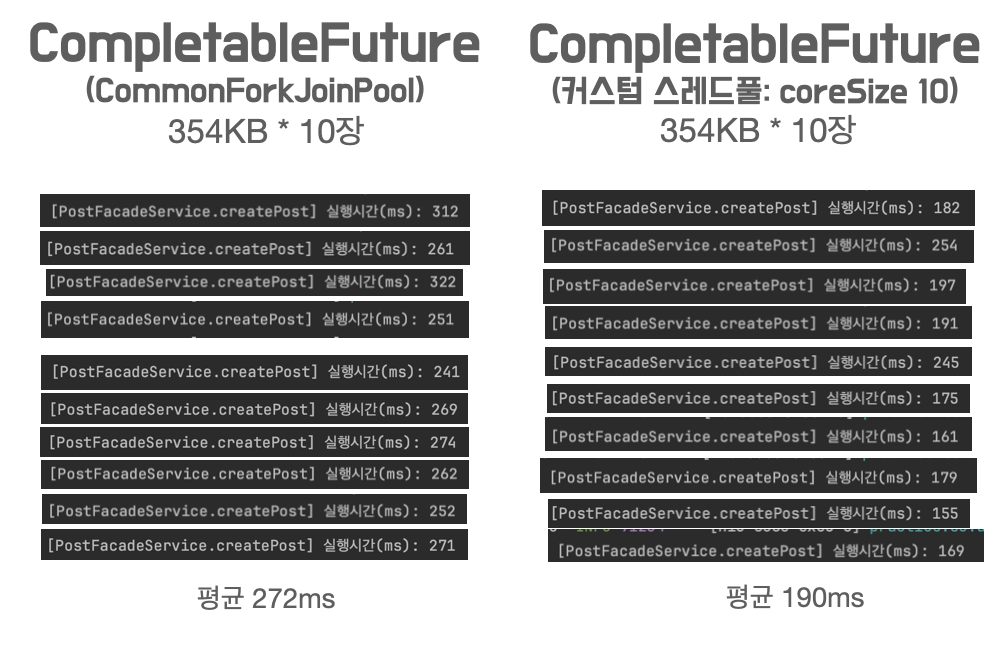 CompletableFuture
(CommonForkJoinPool)
354KB * 10장
[PostFacadeService.createPost] 실행시간(ms): 312
[PostFacadeService.createPost] 실행시간(ms): 261
[PostFacadeService.createPost] 실행시간(ms): 322
[PostFacadeService.createPost] 실행시간(ms): 251
[PostFacadeService.createPost] 실행시간(ms): 241
[PostFacadeService.createPost] 실행시간(ms): 269
[PostFacadeService.createPost] 실행시간(ms): 274
[PostFacadeService.createPost] 실행시간(ms): 262
[PostFacadeService.createPost] 실행시간(ms): 252
[PostFacadeService.createPost] 실행시간(ms): 271
평균 272ms
CompletableFuture
(커스텀 스레드풀: coreSize 10)
354KB * 10장
[PostFacadeService.createPost] 실행시간(ms): 182
[PostFacadeService.createPost] 실행시간(ms): 254
[PostFacadeService.createPost] 실행시간(ms): 197
[PostFacadeService.createPost] 실행시간(ms): 191
[PostFacadeService.createPost] 실행시간(ms): 245
[PostFacadeService.createPost] 실행시간(ms): 175
[PostFacadeService.createPost] 실행시간(ms): 161
[PostFacadeService.createPost] 실행시간(ms): 179
[PostFacadeService.createPost] 실행시간(ms): 155
[PostFacadeService.createPost] 실행시간(ms): 169
평균 190ms